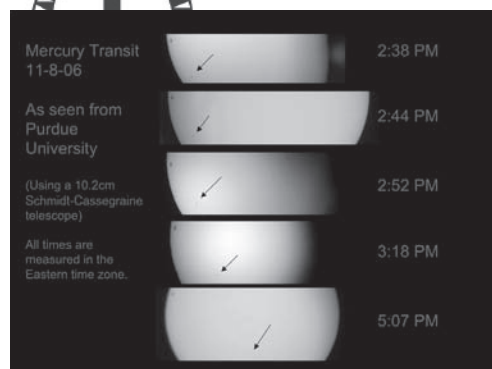 Mercury Transit
11-8-06
As seen from
Purdue
University
(Using a 10.2cm
Schmidt-Cassegraine
telescope)
All times are
measured in the
Eastern time zone.
2:38 PM
2:44 PM
2:52 PM
3:18 PM
5:07 PM